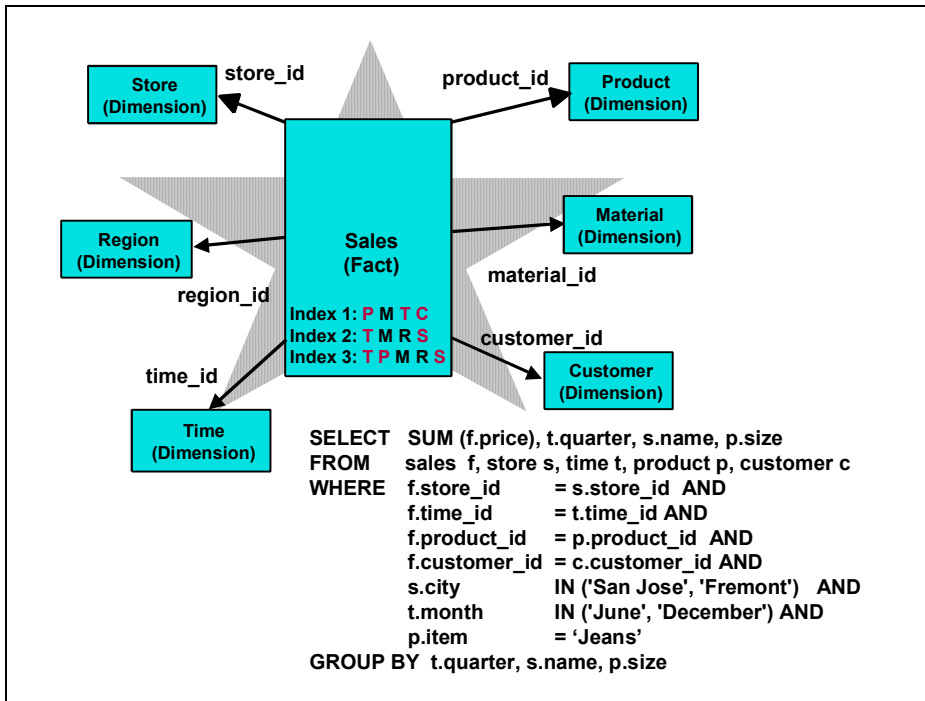 store_id
product_id
Store
(Dimension)
Product
(Dimension)
Region
(Dimension)
Sales
(Fact)
Material
(Dimension)
region_id
material_id
Index 1: P M T C
Index 2: T M R S
Index 3: T P M R S
customer_id
time_id
Customer
(Dimension)
Time
(Dimension)
SELECT SUM (f.price), t.quarter, s.name, p.size
FROM sales f, store s, time t, product p, customer c
WHERE f.store_id = s.store_id AND
f.time_id = t.time_id AND
f.product_id = p.product_id AND
f.customer_id = c.customer_id AND
s.city IN ('San Jose', 'Fremont') AND
t.month IN ('June', 'December') AND
p.item = ‘Jeans’
GROUP BY t.quarter, s.name, p.size